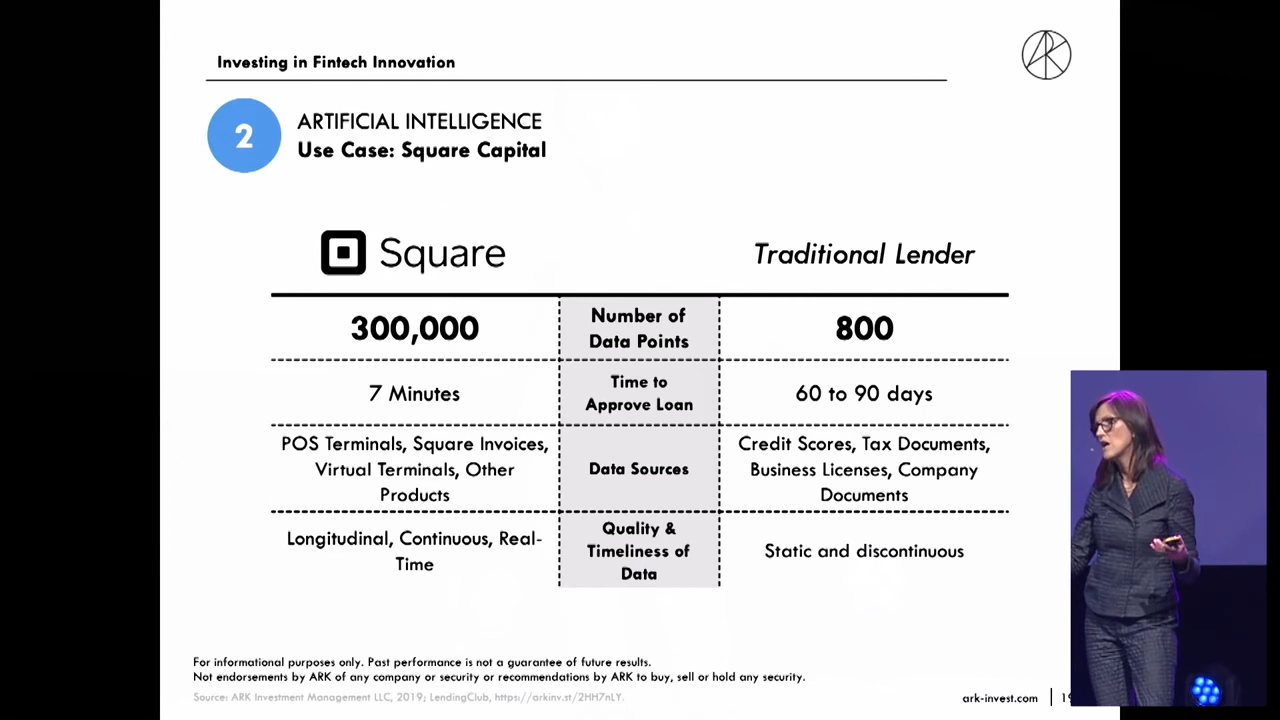 Investing in Fintech Innovation
ARK
2
ARTIFICIAL INTELLIGENCE
Use Case: Square Capital
Square
Traditional Lender
300,000
Number of
Data Points
800
7 Minutes
Time to
Approve Loan
60 to 90 days
POS Terminals, Square Invoices,
Virtual Terminals, Other
Products
Data Sources
Credit Scores, Tax Documents,
Business Licenses, Company
Documents
Longitudinal, Continuous, Real-
Time
Quality &
Timeliness of
Data
Static and discontinuous
For informational purposes only. Past performance is not a guarantee of future results.
Not endorsements by ARK of any company or security or recommendations by ARK to buy, sell or hold any security.
Source: ARK Investment Management LLC, 2019; LendingClub, https://arkinv.st/2HH7nLY.
ark-invest.com